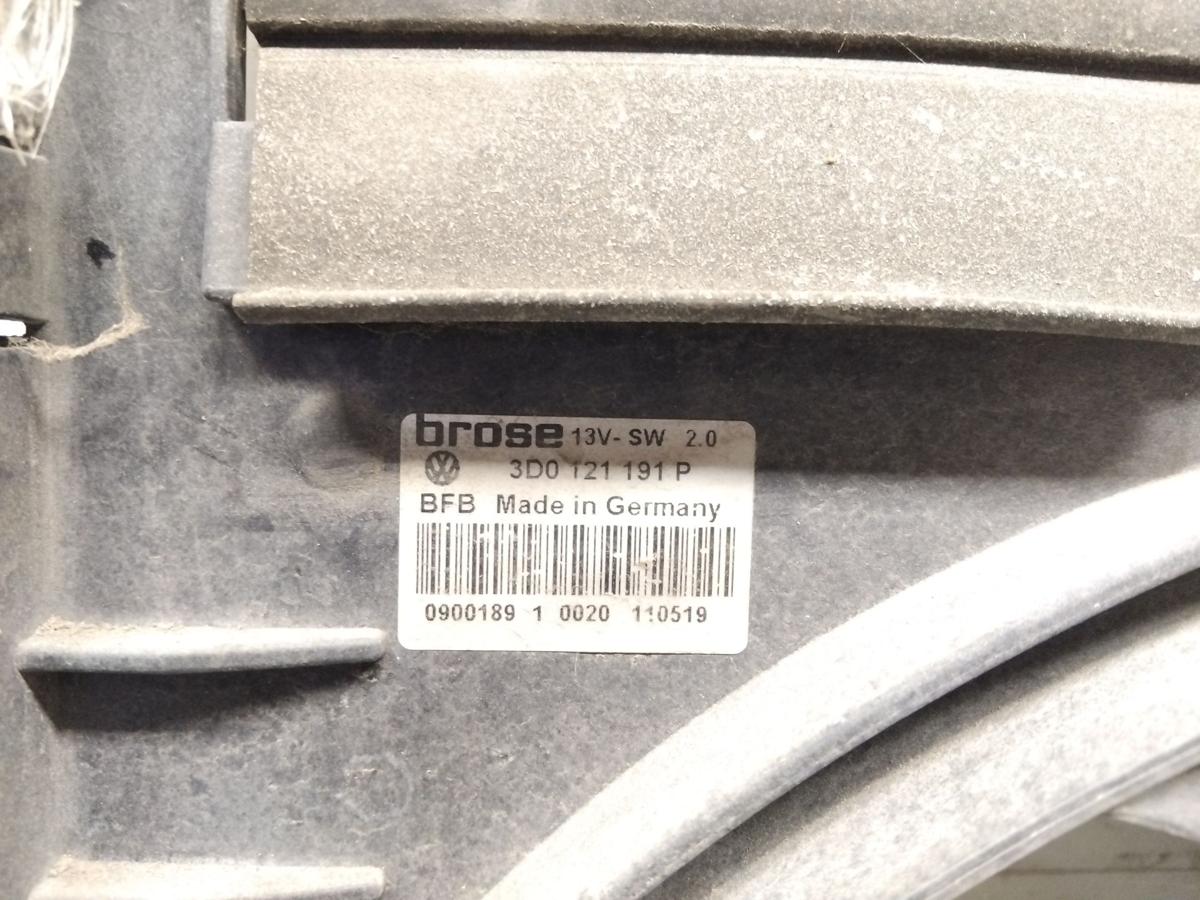 brose 13V- SW 2.0
3D0 121 191 P
BFB Made in Germany
0900189 1 0020 110519